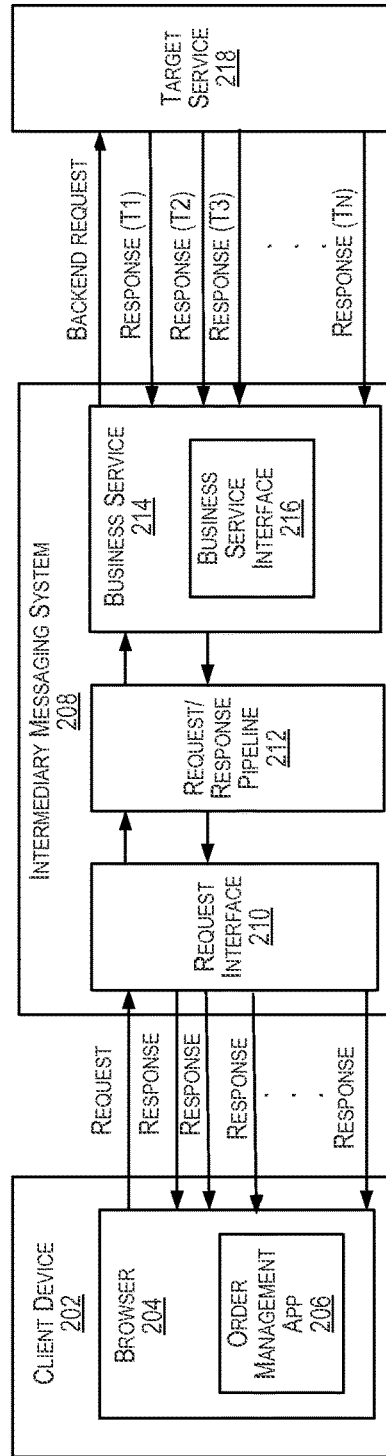 CLIENT DEVICE
202
BROWSER
204
ORDER
MANAGEMENT
APP
206
REQUEST
RESPONSE
RESPONSE
RESPONSE
.
.
.
RESPONSE
INTERMEDIARY MESSAGING SYSTEM
208
REQUEST
INTERFACE
210
REQUEST/
RESPONSE
PIPELINE
212
BUSINESS SERVICE
214
BUSINESS
SERVICE
INTERFACE
216
BACKEND REQUEST
RESPONSE (T1)
RESPONSE (T2)
RESPONSE (T3)
.
.
.
RESPONSE (TN)
TARGET
SERVICE
218